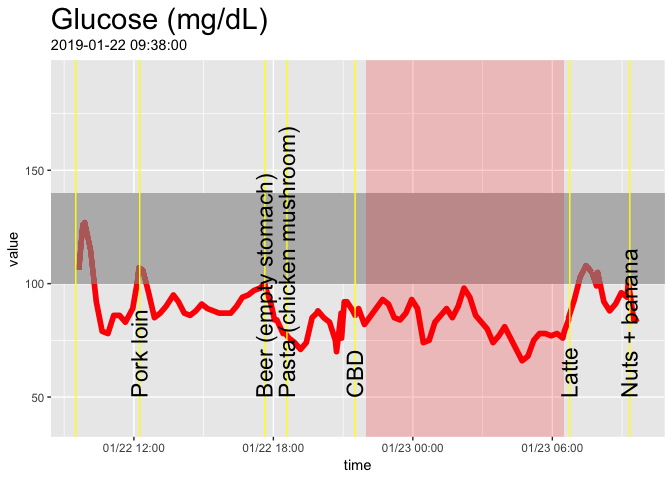 Glucose (mg/dL)
2019-01-22 09:38:00
value
150
100
50
Pork loin
Beer (empty stomach)
Pasta (chicken mushroom)
CBD
Latte
Nuts + banana
01/22 12:00
01/22 18:00
01/23 00:00
01/23 06:00
time